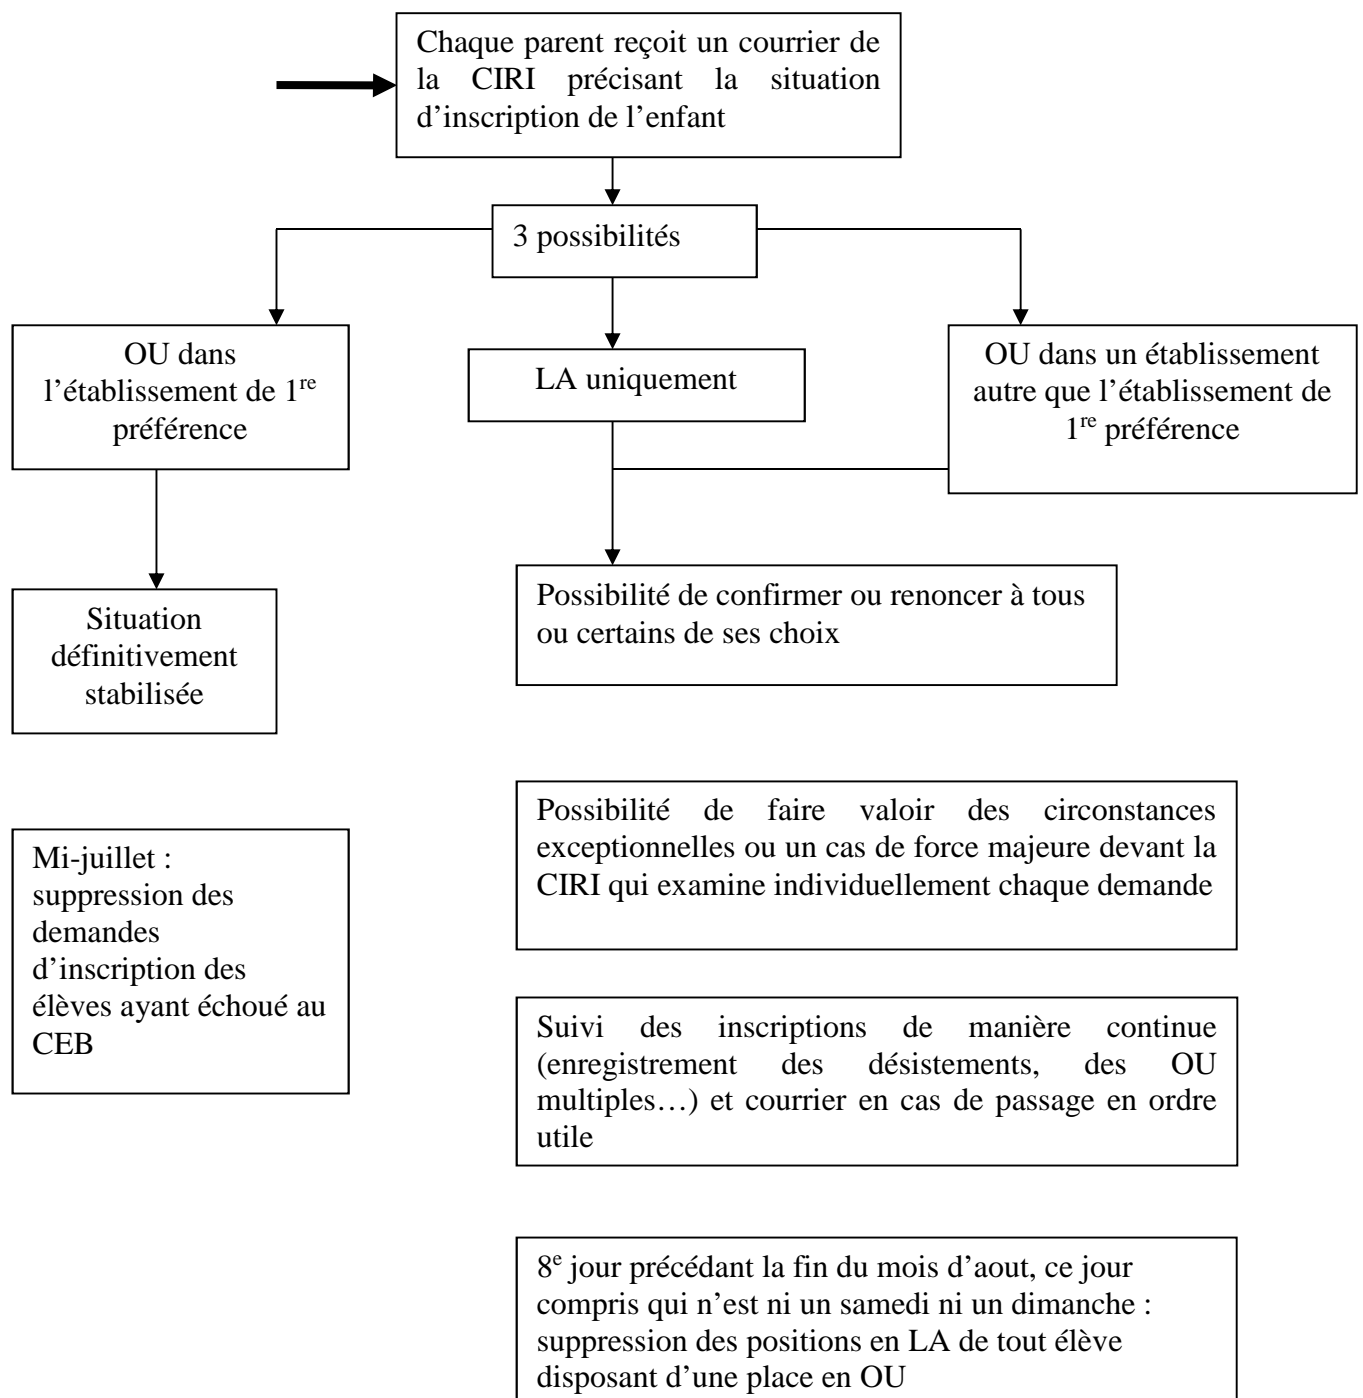 Chaque parent reçoit un courrier de
la CIRI précisant la situation
d’inscription de l’enfant
3 possibilités
OU dans
l’établissement de 1re
préférence
LA uniquement
OU dans un établissement
autre que l’établissement de
1re préférence
Situation
définitivement
stabilisée
Possibilité de confirmer ou renoncer à tous
ou certains de ses choix
Mi-juillet :
suppression des
demandes
d’inscription des
élèves ayant échoué au
CEB
Possibilité de faire valoir des circonstances
exceptionnelles ou un cas de force majeure devant la
CIRI qui examine individuellement chaque demande
Suivi des inscriptions de manière continue
(enregistrement des désistements, des OU
multiples…) et courrier en cas de passage en ordre
utile
8e jour précédant la fin du mois d’aout, ce jour
compris qui n’est ni un samedi ni un dimanche :
suppression des positions en LA de tout élève
disposant d’une place en OU